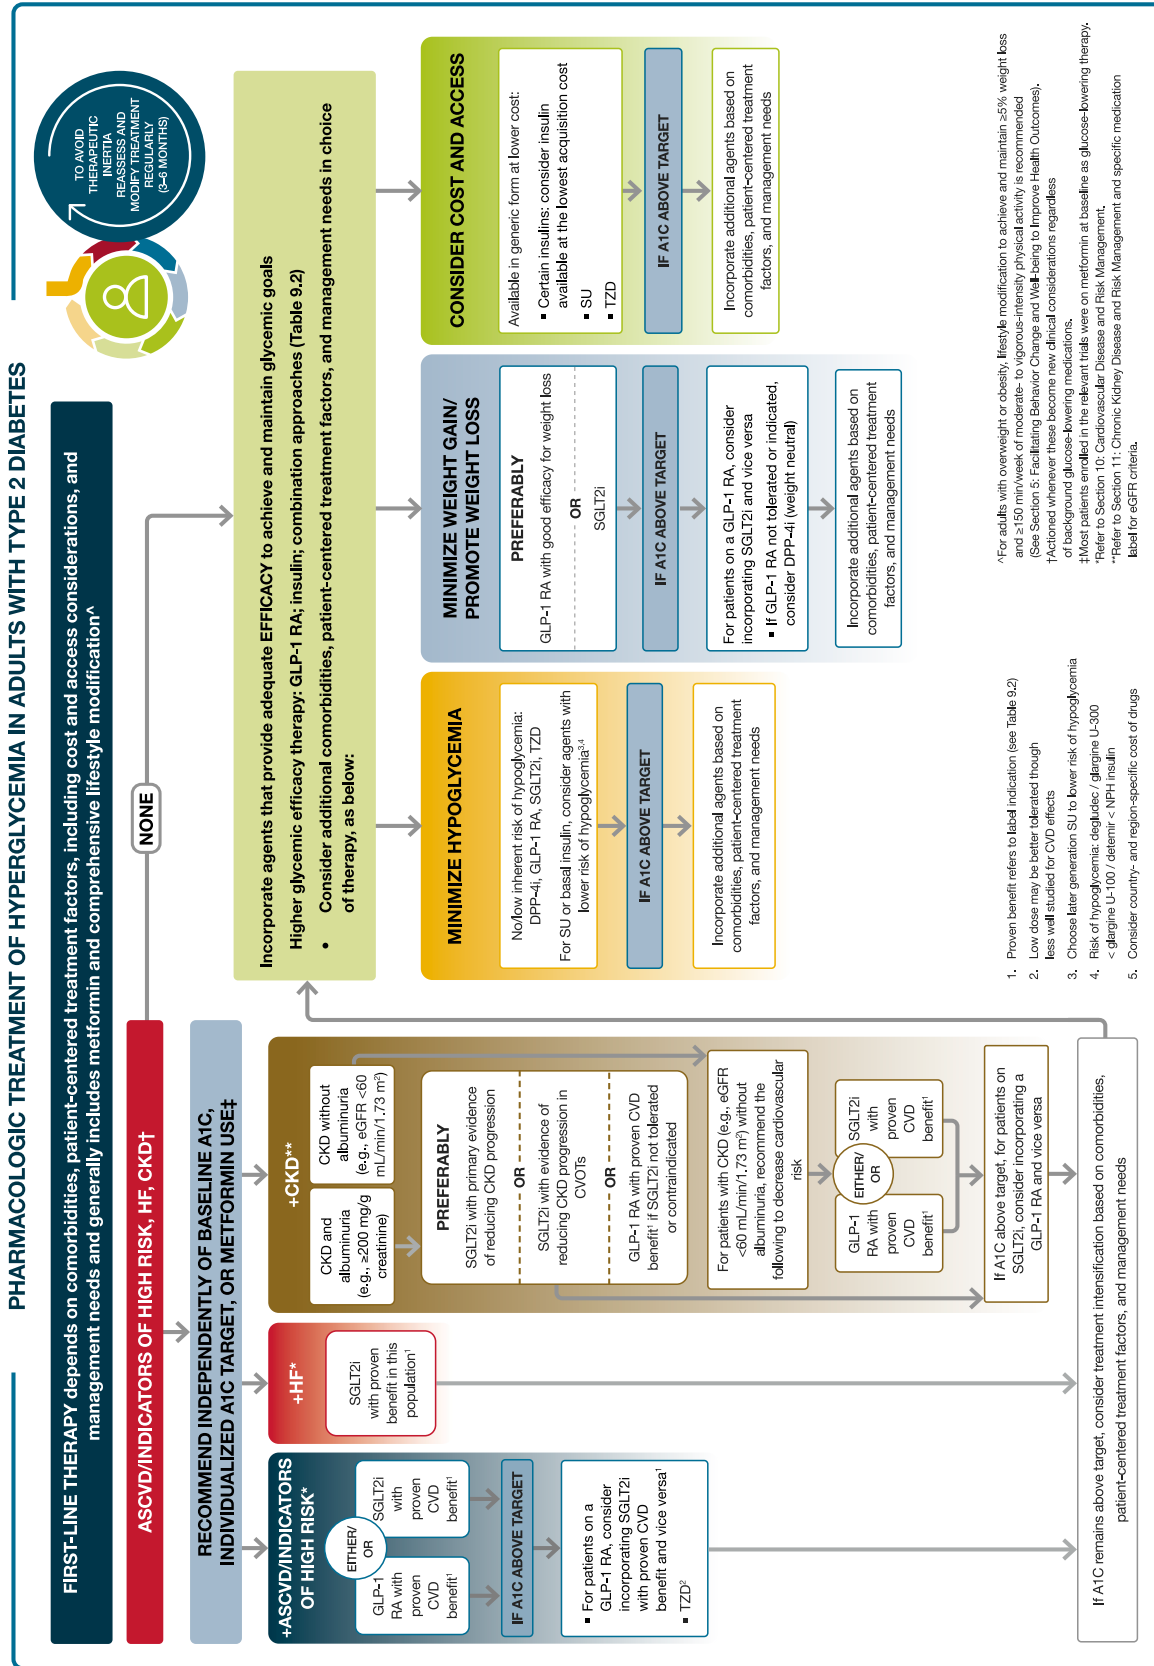 PHARMACOLOGIC TREATMENT OF HYPERGLYCEMIA IN ADULTS WITH TYPE 2 DIABETES
TO AVOID
THERAPEUTIC
INERTIA
REASSESS AND
MODIFY TREATMENT
REGULARLY
(3–6 MONTHS)
FIRST-LINE THERAPY depends on comorbidities, patient-centered treatment factors, including cost and access considerations, and
management needs and generally includes metformin and comprehensive lifestyle modification^
ASCVD/INDICATORS OF HIGH RISK, HF, CKD†
NONE
RECOMMEND INDEPENDENTLY OF BASELINE A1C,
INDIVIDUALIZED A1C TARGET, OR METFORMIN USE‡
+ASCVD/INDICATORS
OF HIGH RISK*
EITHER/
OR
GLP-1
RA with
proven
CVD
benefit¹
SGLT2i
with
proven
CVD
benefit¹
IF A1C ABOVE TARGET
▪ For patients on a
GLP-1 RA, consider
incorporating SGLT2i
with proven CVD
benefit and vice versa¹
▪ TZD²
+HF*
SGLT2i
with proven
benefit in this
population¹
+CKD**
CKD and
albuminuria
(e.g., ≥200 mg/g
creatinine)
CKD without
albuminuria
(e.g., eGFR <60
mL/min/1.73 m²)
PREFERABLY
SGLT2i with primary evidence
of reducing CKD progression
OR
SGLT2i with evidence of
reducing CKD progression in
CVOTs
OR
GLP-1 RA with proven CVD
benefit¹ if SGLT2i not tolerated
or contraindicated
For patients with CKD (e.g., eGFR
<60 mL/min/1.73 m²) without
albuminuria, recommend the
following to decrease cardiovascular
risk
EITHER/
OR
GLP-1
RA with
proven
CVD
benefit¹
SGLT2i
with
proven
CVD
benefit¹
If A1C above target, for patients on
SGLT2i, consider incorporating a
GLP-1 RA and vice versa
If A1C remains above target, consider treatment intensification based on comorbidities,
patient-centered treatment factors, and management needs
Incorporate agents that provide adequate EFFICACY to achieve and maintain glycemic goals
Higher glycemic efficacy therapy: GLP-1 RA; insulin; combination approaches (Table 9.2)
• Consider additional comorbidities, patient-centered treatment factors, and management needs in choice
of therapy, as below:
MINIMIZE HYPOGLYCEMIA
No/low inherent risk of hypoglycemia:
DPP-4i, GLP-1 RA, SGLT2i, TZD
For SU or basal insulin, consider agents with
lower risk of hypoglycemia³,⁴
IF A1C ABOVE TARGET
Incorporate additional agents based on
comorbidities, patient-centered treatment
factors, and management needs
MINIMIZE WEIGHT GAIN/
PROMOTE WEIGHT LOSS
PREFERABLY
GLP-1 RA with good efficacy for weight loss
OR
SGLT2i
IF A1C ABOVE TARGET
For patients on a GLP-1 RA, consider
incorporating SGLT2i and vice versa
▪ If GLP-1 RA not tolerated or indicated,
consider DPP-4i (weight neutral)
Incorporate additional agents based on
comorbidities, patient-centered treatment
factors, and management needs
CONSIDER COST AND ACCESS
Available in generic form at lower cost:
▪ Certain insulins: consider insulin
available at the lowest acquisition cost
▪ SU
▪ TZD
IF A1C ABOVE TARGET
Incorporate additional agents based on
comorbidities, patient-centered treatment
factors, and management needs
1. Proven benefit refers to label indication (see Table 9.2)
2. Low dose may be better tolerated though
less well studied for CVD effects
3. Choose later generation SU to lower risk of hypoglycemia
4. Risk of hypoglycemia: degludec / glargine U-300
< glargine U-100 / detemir < NPH insulin
5. Consider country- and region-specific cost of drugs
^For adults with overweight or obesity, lifestyle modification to achieve and maintain ≥5% weight loss
and ≥150 min/week of moderate- to vigorous-intensity physical activity is recommended
(See Section 5: Facilitating Behavior Change and Well-being to Improve Health Outcomes).
†Actioned whenever these become new clinical considerations regardless
of background glucose-lowering medications.
‡Most patients enrolled in the relevant trials were on metformin at baseline as glucose-lowering therapy.
*Refer to Section 10: Cardiovascular Disease and Risk Management.
**Refer to Section 11: Chronic Kidney Disease and Risk Management and specific medication
label for eGFR criteria.